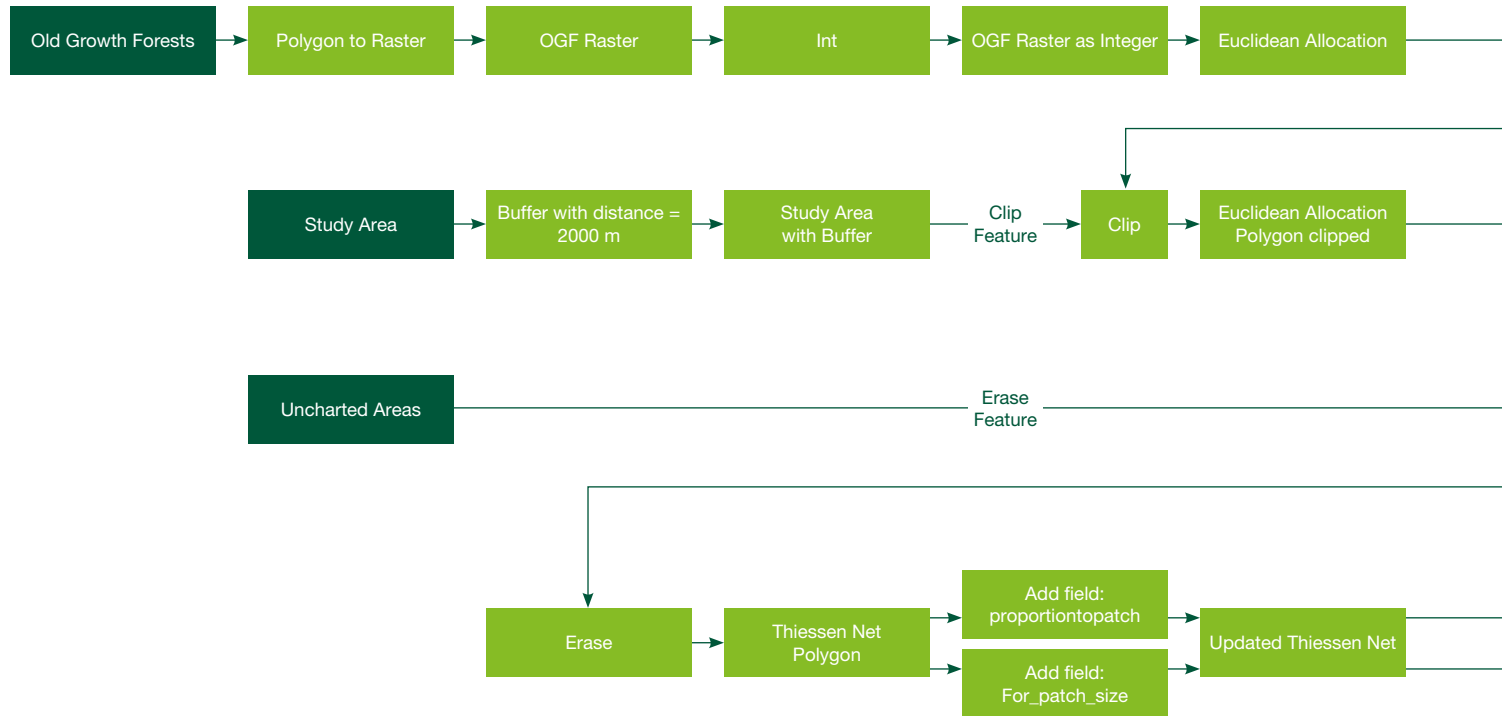 Old Growth Forests
Polygon to Raster
OGF Raster
Int
OGF Raster as Integer
Euclidean Allocation
Study Area
Buffer with distance =
2000 m
Study Area
with Buffer
Clip
Feature
Clip
Euclidean Allocation
Polygon clipped
Uncharted Areas
Erase
Feature
Erase
Thiessen Net
Polygon
Add field:
proportiontopatch
Add field:
For_patch_size
Updated Thiessen Net